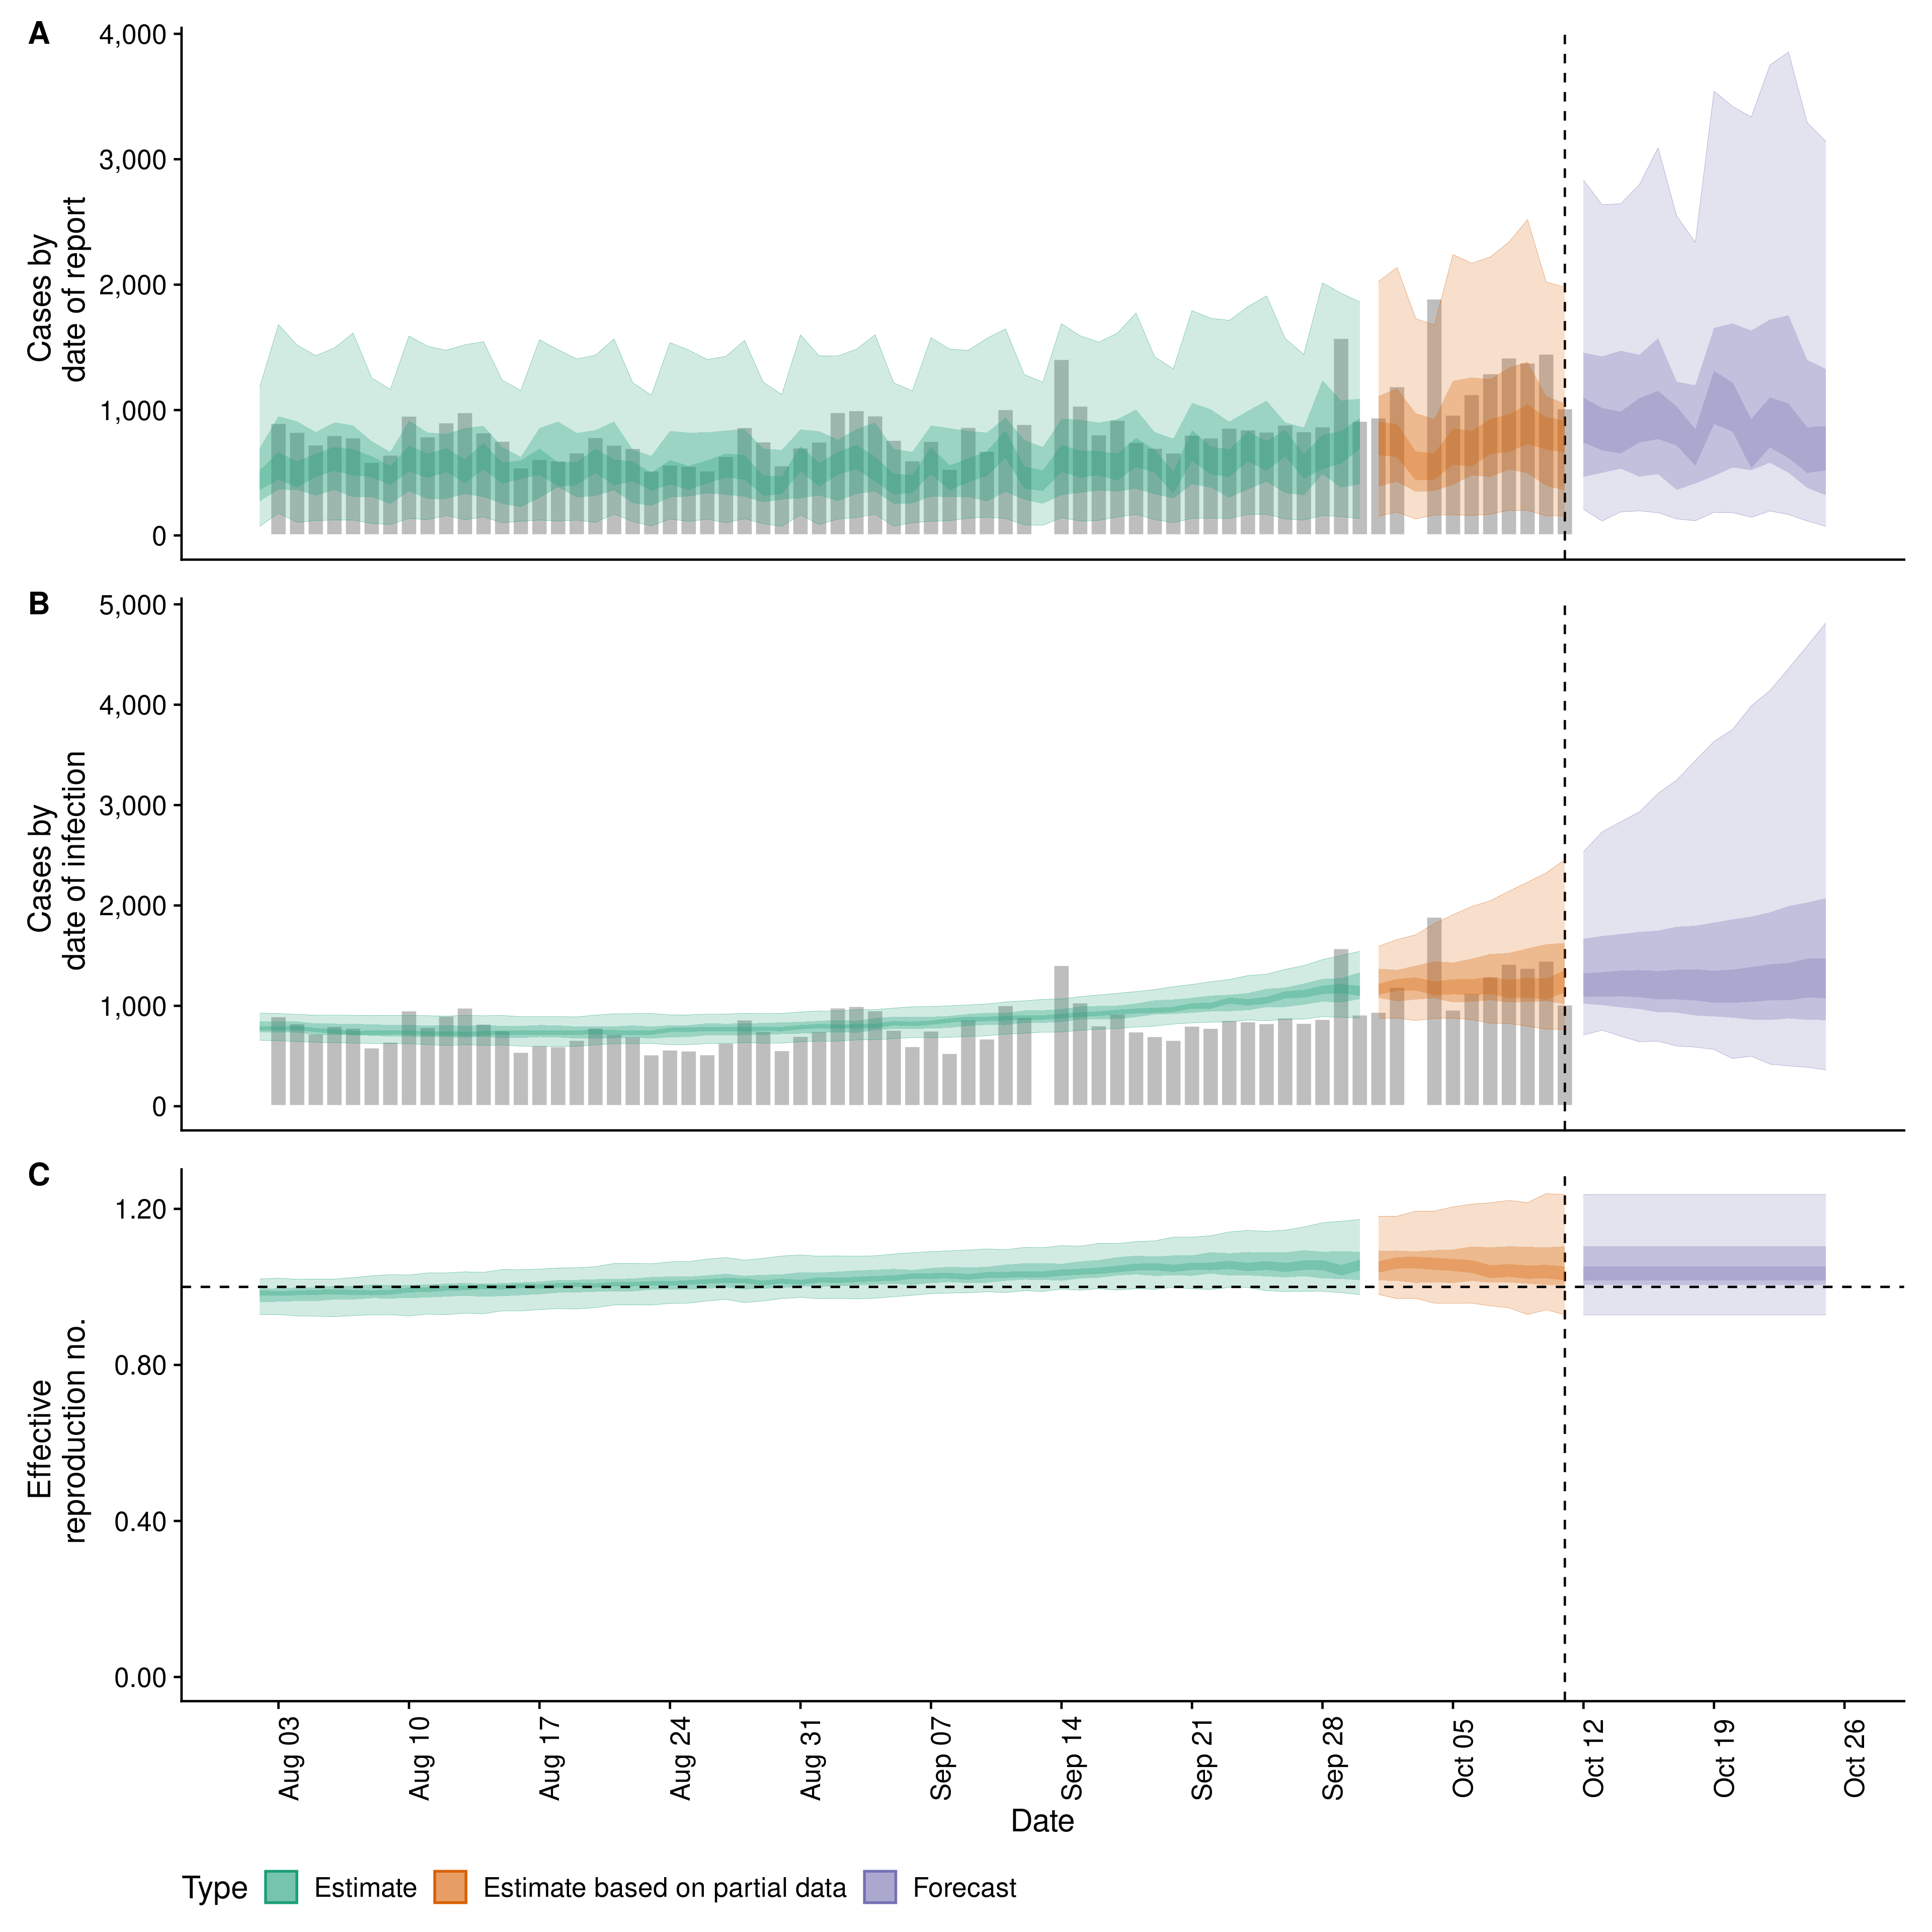 A
4,000
3,000
2,000
1,000
0
Cases by
date of report
B
5,000
4,000
3,000
2,000
1,000
0
Cases by
date of infection
C
1.20
0.80
0.40
0.00
Effective
reproduction no.
Aug 03
Aug 10
Aug 17
Aug 24
Aug 31
Sep 07
Sep 14
Sep 21
Sep 28
Oct 05
Oct 12
Oct 19
Oct 26
Date
Type Estimate Estimate based on partial data Forecast